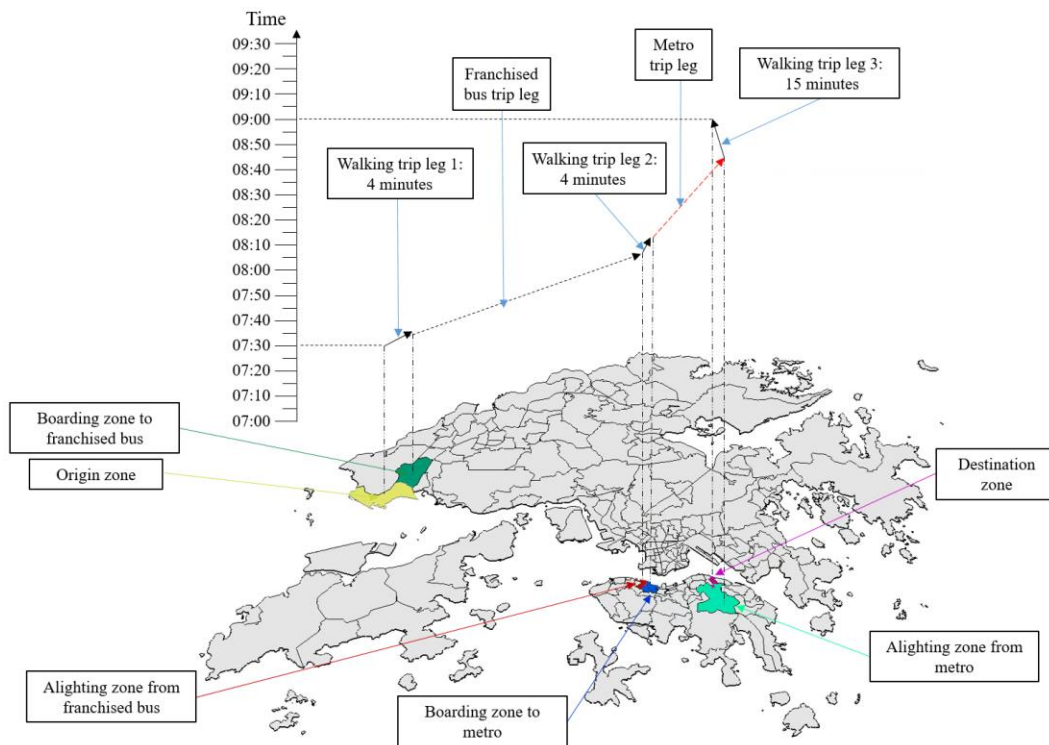 Time
09:30
09:20
09:10
09:00
08:50
08:40
08:30
08:20
08:10
08:00
07:50
07:40
07:30
07:20
07:10
07:00
Franchised
bus trip leg
Metro
trip leg
Walking trip leg 3:
15 minutes
Walking trip leg 1:
4 minutes
Walking trip leg 2:
4 minutes
Boarding zone to
franchised bus
Origin zone
Destination
zone
Alighting zone from
franchised bus
Boarding zone to
metro
Alighting zone from
metro